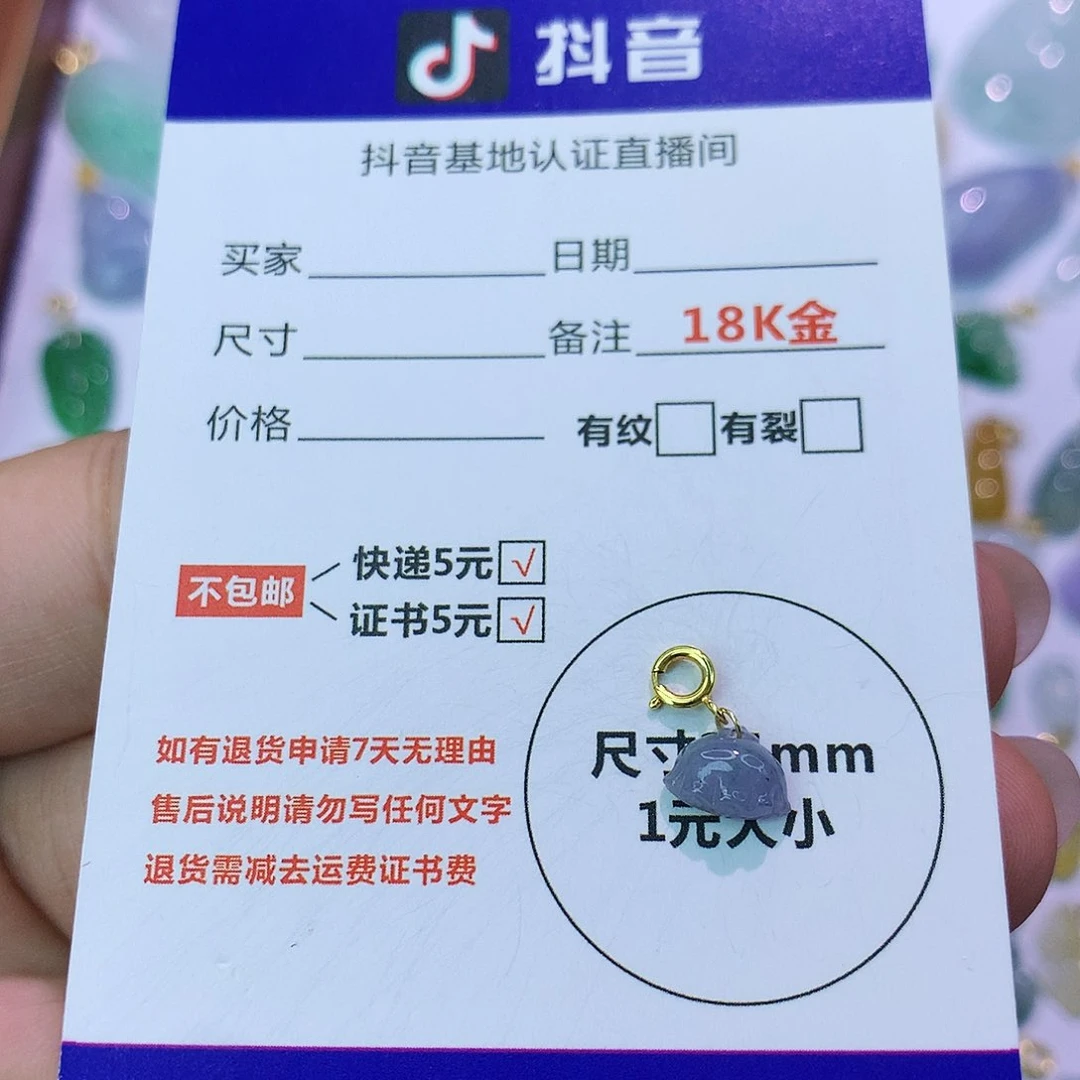 抖音
抖音基地认证直播间
买家 日期
尺寸 备注 18K金
价格 有纹 有裂
不包邮
快递5元 √
证书5元 √
如有退货申请7天无理由
售后说明请勿写任何文字
退货需减去运费证书费
尺寸 mm
1元大小